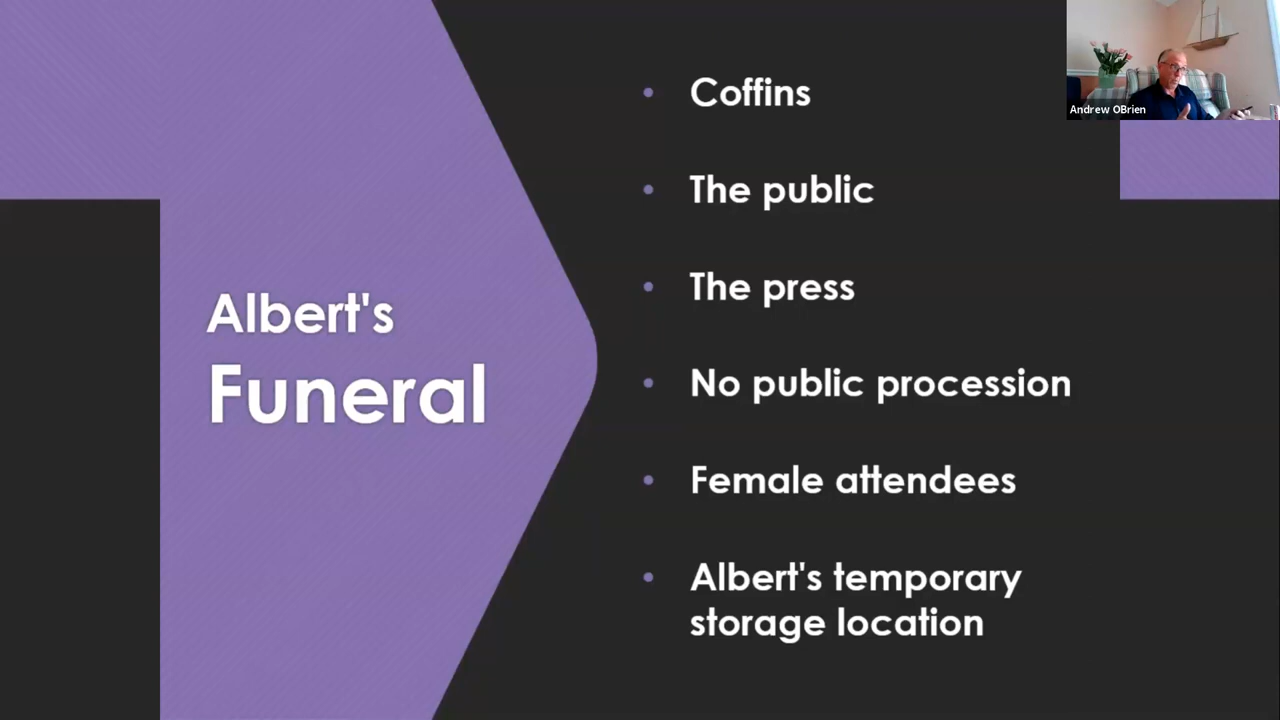 Albert's
Funeral
Coffins
The public
The press
No public procession
Female attendees
Albert's temporary
storage location
Andrew OBrien